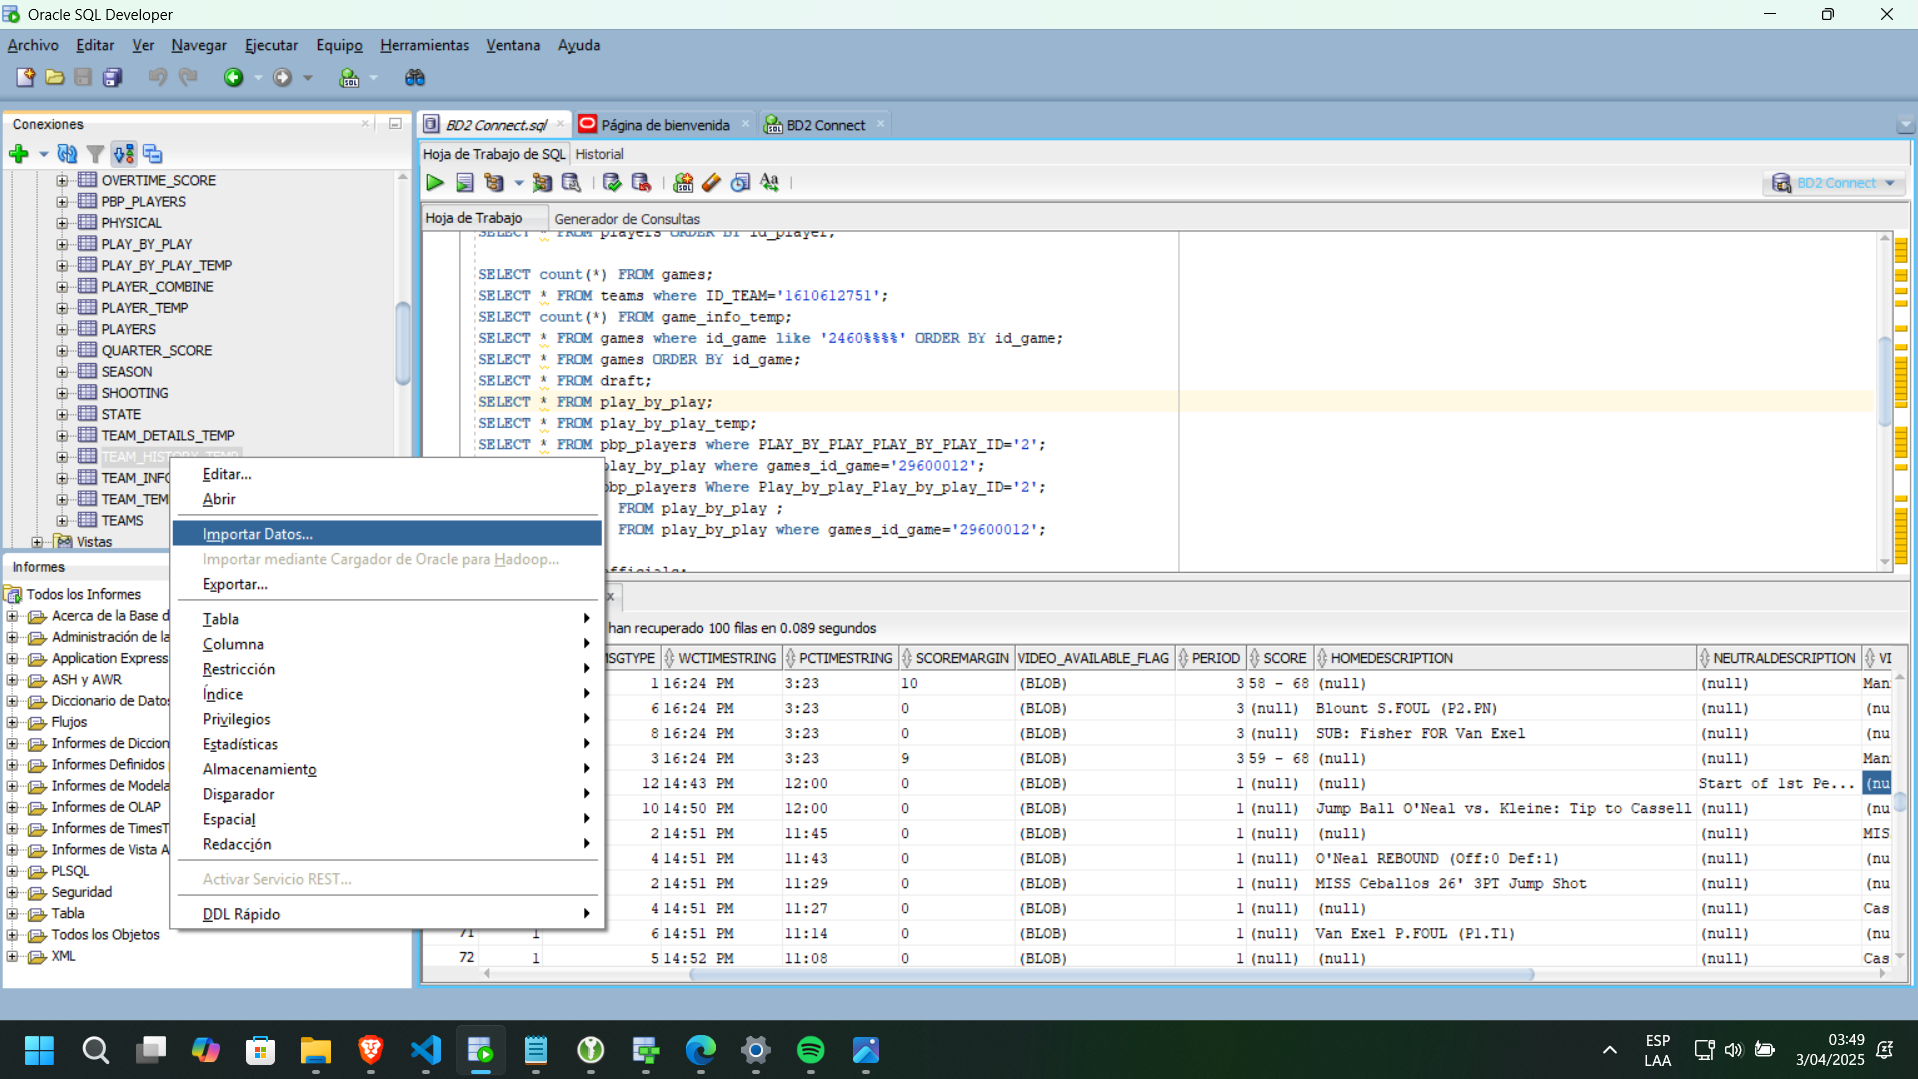 Oracle SQL Developer
Archivo Editar Ver Navegar Ejecutar Equipo Herramientas Ventana Ayuda
Conexiones
OVERTIME_SCORE
PBP_PLAYERS
PHYSICAL
PLAY_BY_PLAY
PLAY_BY_PLAY_TEMP
PLAYER_COMBINE
PLAYER_TEMP
PLAYERS
QUARTER_SCORE
SEASON
SHOOTING
STATE
TEAM_DETAILS_TEMP
TEAM_HISTORY_TEMP
TEAM_INFO
TEAM_TEM
TEAMS
Vistas
Informes
Todos los Informes
Acerca de la Base d
Administración de la
Application Express
ASH y AWR
Diccionario de Datos
Flujos
Informes de Diccion
Informes Definidos
Informes de Modela
Informes de OLAP
Informes de TimesT
Informes de Vista A
PLSQL
Seguridad
Tabla
Todos los Objetos
XML
Editar...
Abrir
Importar Datos...
Importar mediante Cargador de Oracle para Hadoop...
Exportar...
Tabla
Columna
Restricción
Índice
Privilegios
Estadísticas
Almacenamiento
Disparador
Espacial
Redacción
Activar Servicio REST...
DDL Rápido
BD2 Connect.sql Página de bienvenida BD2 Connect
Hoja de Trabajo de SQL Historial
BD2 Connect
Hoja de Trabajo Generador de Consultas
SELECT * FROM players ORDER BY id_player;
SELECT count(*) FROM games;
SELECT * FROM teams where ID_TEAM='1610612751';
SELECT count(*) FROM game_info_temp;
SELECT * FROM games where id_game like '2460%%%%' ORDER BY id_game;
SELECT * FROM games ORDER BY id_game;
SELECT * FROM draft;
SELECT * FROM play_by_play;
SELECT * FROM play_by_play_temp;
SELECT * FROM pbp_players where PLAY_BY_PLAY_PLAY_BY_PLAY_ID='2';
play_by_play where games_id_game='29600012';
pbp_players Where Play_by_play_Play_by_play_ID='2';
FROM play_by_play ;
FROM play_by_play where games_id_game='29600012';
officials;
han recuperado 100 filas en 0.089 segundos
MSGTYPE WCTIMESTRING PCTIMESTRING SCOREMARGIN VIDEO_AVAILABLE_FLAG PERIOD SCORE HOMEDESCRIPTION NEUTRALDESCRIPTION VI
1 16:24 PM 3:23 10 (BLOB) 3 58 - 68 (null) (null) Man
6 16:24 PM 3:23 0 (BLOB) 3 (null) Blount S.FOUL (P2.PN) (null) (nu
8 16:24 PM 3:23 0 (BLOB) 3 (null) SUB: Fisher FOR Van Exel (null) (nu
3 16:24 PM 3:23 9 (BLOB) 3 59 - 68 (null) (null) Man
12 14:43 PM 12:00 0 (BLOB) 1 (null) (null) Start of 1st Pe... (nu
10 14:50 PM 12:00 0 (BLOB) 1 (null) Jump Ball O'Neal vs. Kleine: Tip to Cassell (null) (nu
2 14:51 PM 11:45 0 (BLOB) 1 (null) (null) (null) MIS
4 14:51 PM 11:43 0 (BLOB) 1 (null) O'Neal REBOUND (Off:0 Def:1) (null) (nu
2 14:51 PM 11:29 0 (BLOB) 1 (null) MISS Ceballos 26' 3PT Jump Shot (null) (nu
4 14:51 PM 11:27 0 (BLOB) 1 (null) (null) (null) Cas
71 1 6 14:51 PM 11:14 0 (BLOB) 1 (null) Van Exel P.FOUL (P1.T1) (null) (nu
72 1 5 14:52 PM 11:08 0 (BLOB) 1 (null) (null) (null) Cas
ESP
LAA
03:49
3/04/2025